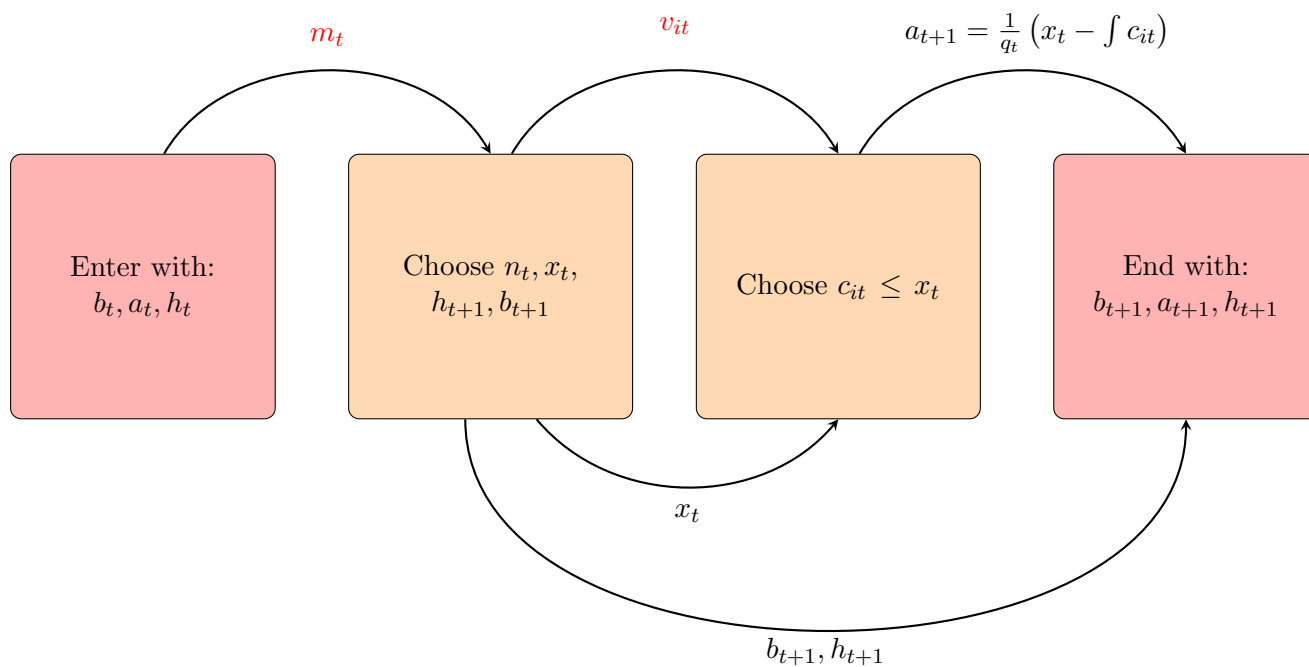 m_t
v_{it}
a_{t+1} = \frac{1}{q_t} \left( x_t - \int c_{it} \right)
Enter with:
b_t, a_t, h_t
Choose n_t, x_t,
h_{t+1}, b_{t+1}
Choose c_{it} ≤ x_t
End with:
b_{t+1}, a_{t+1}, h_{t+1}
x_t
b_{t+1}, h_{t+1}